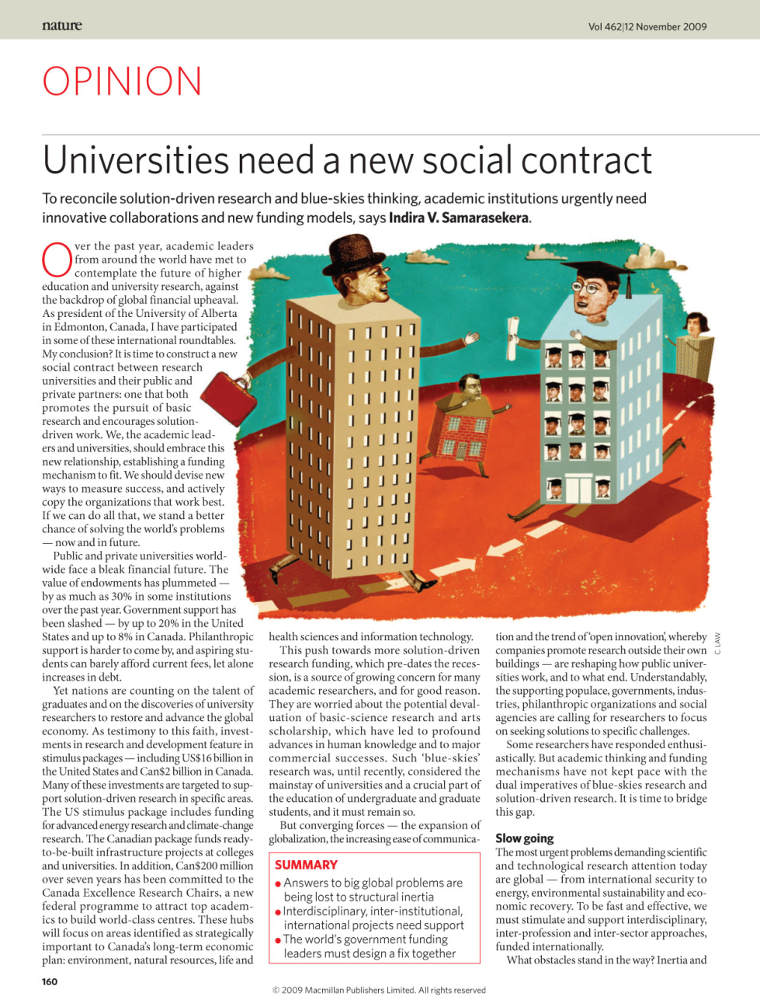 nature
Vol 462|12 November 2009
OPINION
Universities need a new social contract
To reconcile solution-driven research and blue-skies thinking, academic institutions urgently need
innovative collaborations and new funding models, says Indira V. Samarasekera.
Over the past year, academic leaders
from around the world have met to
contemplate the future of higher
education and university research, against
the backdrop of global financial upheaval.
As president of the University of Alberta
in Edmonton, Canada, I have participated
in some of these international roundtables.
My conclusion? It is time to construct a new
social contract between research
universities and their public and
private partners: one that both
promotes the pursuit of basic
research and encourages solution-
driven work. We, the academic lead-
ers and universities, should embrace this
new relationship, establishing a funding
mechanism to fit. We should devise new
ways to measure success, and actively
copy the organizations that work best.
If we can do all that, we stand a better
chance of solving the world's problems
— now and in future.
Public and private universities world-
wide face a bleak financial future. The
value of endowments has plummeted —
by as much as 30% in some institutions
over the past year. Government support has
been slashed — by up to 20% in the United
States and up to 8% in Canada. Philanthropic
support is harder to come by, and aspiring stu-
dents can barely afford current fees, let alone
increases in debt.
Yet nations are counting on the talent of
graduates and on the discoveries of university
researchers to restore and advance the global
economy. As testimony to this faith, invest-
ments in research and development feature in
stimulus packages — including US$16 billion in
the United States and Can$2 billion in Canada.
Many of these investments are targeted to sup-
port solution-driven research in specific areas.
The US stimulus package includes funding
for advanced energy research and climate-change
research. The Canadian package funds ready-
to-be-built infrastructure projects at colleges
and universities. In addition, Can$200 million
over seven years has been committed to the
Canada Excellence Research Chairs, a new
federal programme to attract top academ-
ics to build world-class centres. These hubs
will focus on areas identified as strategically
important to Canada's long-term economic
plan: environment, natural resources, life and
health sciences and information technology.
This push towards more solution-driven
research funding, which pre-dates the reces-
sion, is a source of growing concern for many
academic researchers, and for good reason.
They are worried about the potential deval-
uation of basic-science research and arts
scholarship, which have led to profound
advances in human knowledge and to major
commercial successes. Such 'blue-skies'
research was, until recently, considered the
mainstay of universities and a crucial part of
the education of undergraduate and graduate
students, and it must remain so.
But converging forces — the expansion of
globalization, the increasing ease of communica-
SUMMARY
● Answers to big global problems are
being lost to structural inertia
● Interdisciplinary, inter-institutional,
international projects need support
● The world's government funding
leaders must design a fix together
tion and the trend of 'open innovation', whereby
companies promote research outside their own
buildings — are reshaping how public univer-
sities work, and to what end. Understandably,
the supporting populace, governments, indus-
tries, philanthropic organizations and social
agencies are calling for researchers to focus
on seeking solutions to specific challenges.
Some researchers have responded enthusi-
astically. But academic thinking and funding
mechanisms have not kept pace with the
dual imperatives of blue-skies research and
solution-driven research. It is time to bridge
this gap.
Slow going
The most urgent problems demanding scientific
and technological research attention today
are global — from international security to
energy, environmental sustainability and eco-
nomic recovery. To be fast and effective, we
must stimulate and support interdisciplinary,
inter-profession and inter-sector approaches,
funded internationally.
What obstacles stand in the way? Inertia and
C. LAW
160
© 2009 Macmillan Publishers Limited. All rights reserved